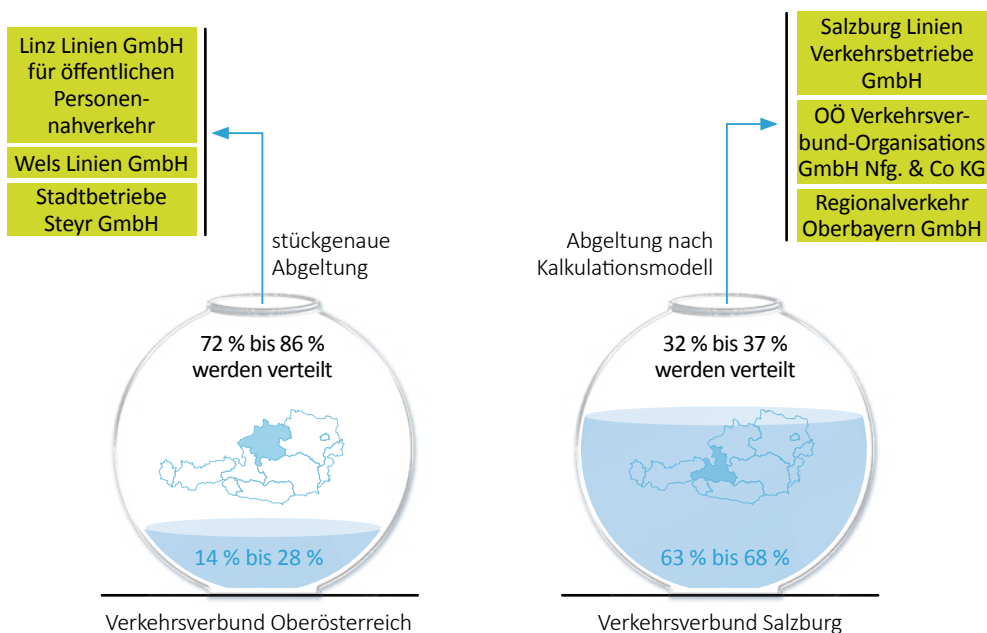 Linz Linien GmbH
für öffentlichen
Personen-
nahverkehr
Wels Linien GmbH
Stadtbetriebe
Steyr GmbH
stückgenaue
Abgeltung
72 % bis 86 %
werden verteilt
14 % bis 28 %
Verkehrsverbund Oberösterreich
Salzburg Linien
Verkehrsbetriebe
GmbH
OÖ Verkehrsver-
bund-Organisations
GmbH Nfg. & Co KG
Regionalverkehr
Oberbayern GmbH
Abgeltung nach
Kalkulationsmodell
32 % bis 37 %
werden verteilt
63 % bis 68 %
Verkehrsverbund Salzburg